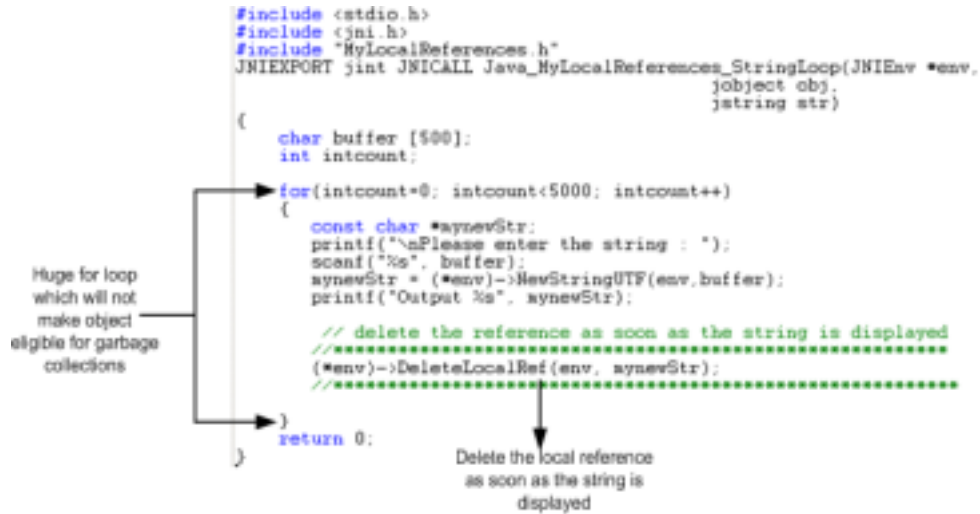 #include <stdio.h>
#include <jni.h>
#include "MyLocalReferences.h"
JNIEXPORT jint JNICALL Java_MyLocalReferences_StringLoop(JNIEnv *env,
jobject obj,
jstring str)
{
char buffer [500];
int intcount;
for(intcount=0; intcount<5000; intcount++)
{
const char *mynewStr;
printf("\nPlease enter the string : ");
scanf("%s", buffer);
mynewStr = (*env)->NewStringUTF(env,buffer);
printf("Output %s", mynewStr);
// delete the reference as soon as the string is displayed
//***************************************************
(*env)->DeleteLocalRef(env, mynewStr);
//****************************************************
}
return 0;
}
Huge for loop
which will not
make object
eligible for garbage
collections
Delete the local reference
as soon as the string is
displayed